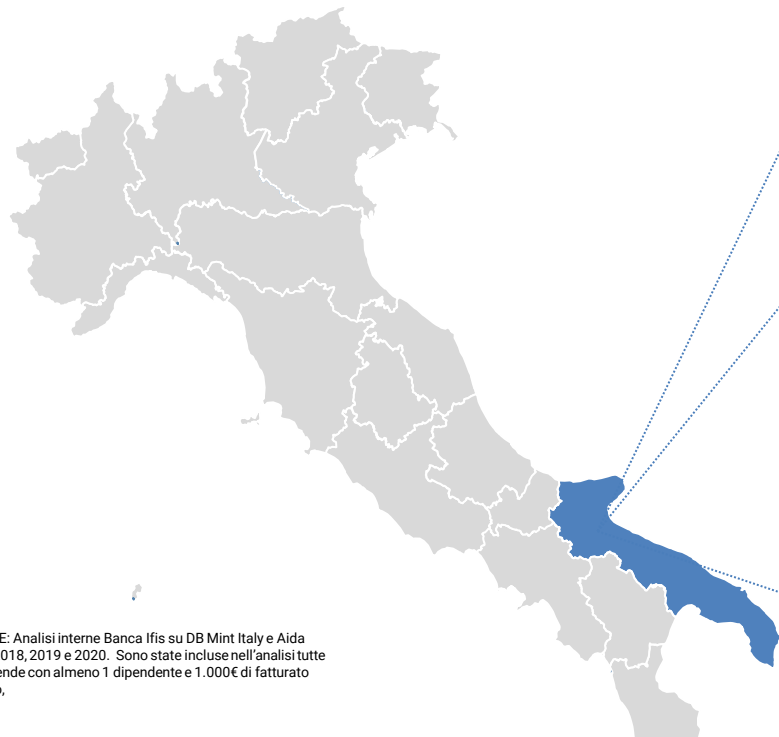 E: Analisi interne Banca Ifis su DB Mint Italy e Aida
018, 2019 e 2020. Sono state incluse nell'analisi tutte
ende con almeno 1 dipendente e 1.000€ di fatturato
o,